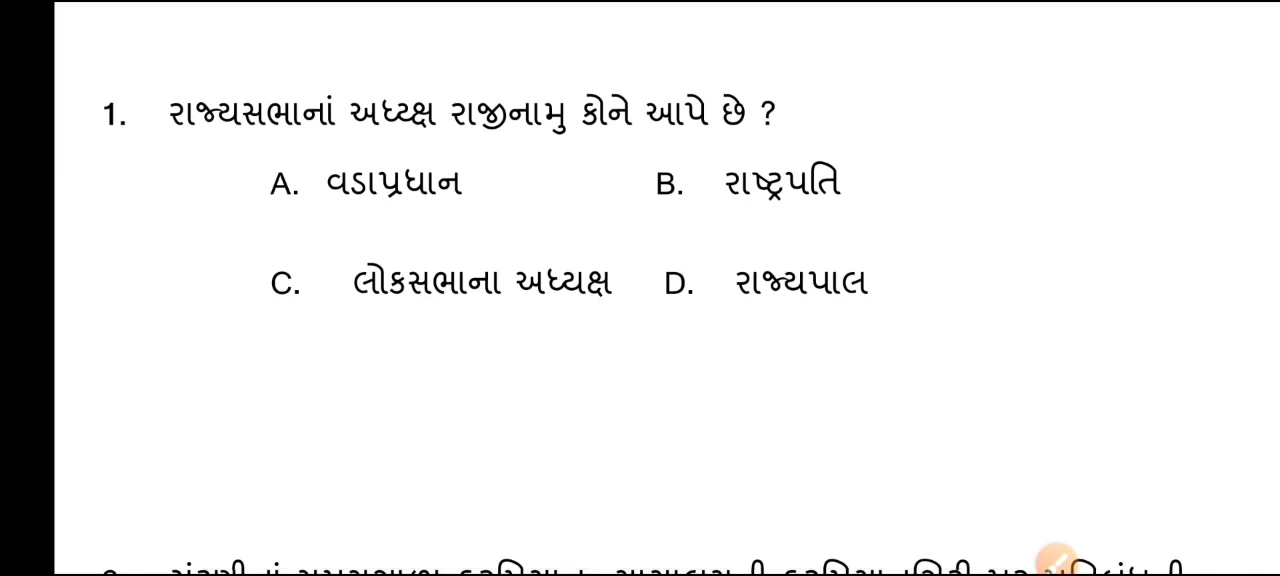 1. રાજ્યસભાનાં અધ્યક્ષ રાજીનામુ કોને આપે છે ?
A. વડાપ્રધાન B. રાષ્ટ્રપતિ
C. લોકસભાના અધ્યક્ષ D. રાજ્યપાલ